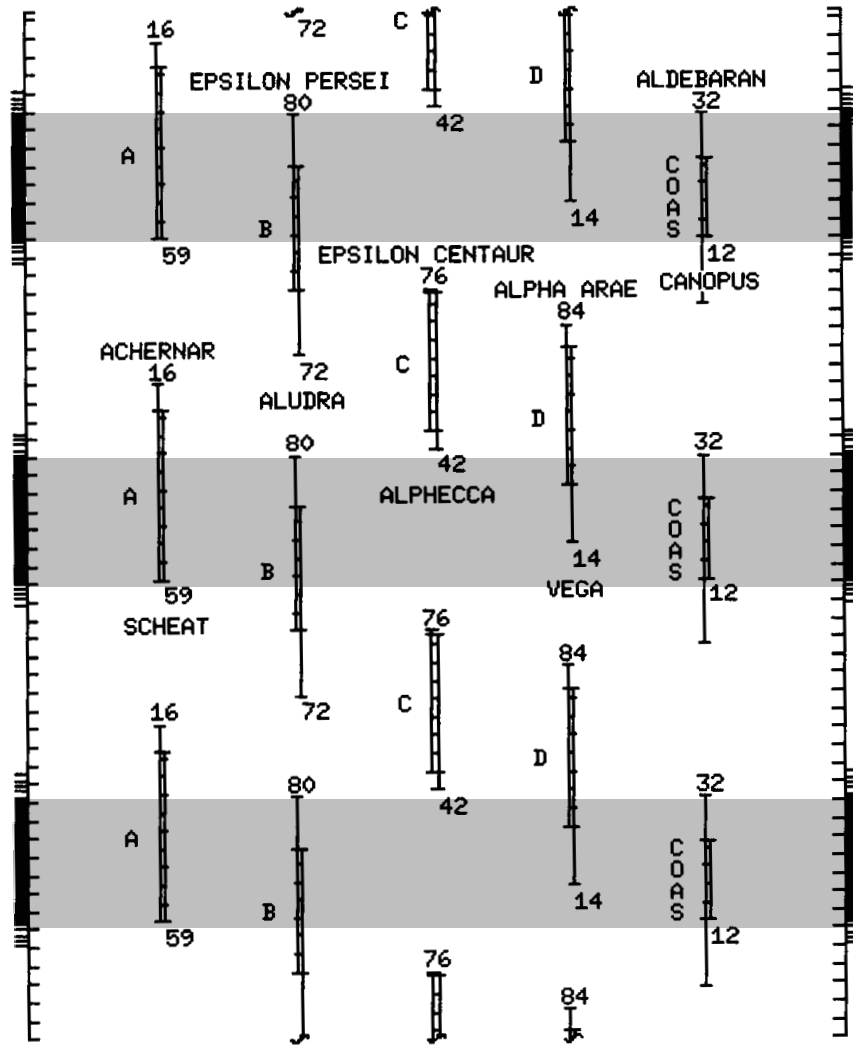 16 72 C
D
EPSILON PERSEI ALDEBARAN
80 32
42
A COAS
14
B
59 EPSILON CENTAUR 12
76 ALPHA ARAE CANOPUS
84
ACHERNAR
16 72 C
ALUDRA D
80 32
42
A ALPHECCA COAS
14
B
59 VEGA 12
SCHEAT 76
84
16 72 C
D
80 32
42
A COAS
14
B
59 12
76
84